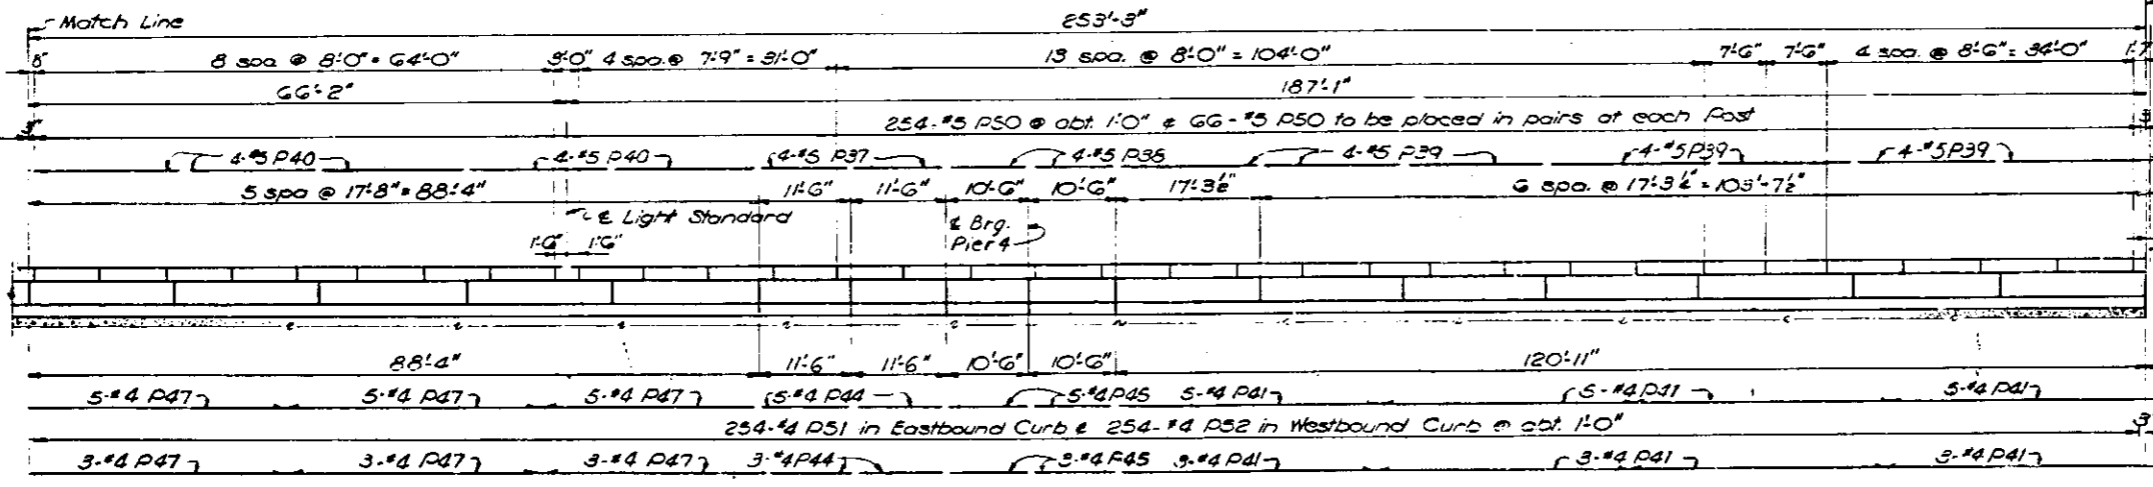 Match Line
253'-3"
8" 8 spa @ 8'-0" = 64'-0" 3'-0" 4 spa. @ 7'-9" = 31'-0" 13 spa. @ 8'-0" = 104'-0" 7'-6" 7'-6" 4 spa. @ 8'-6" = 34'-0" 1'-7
66'-2" 187'-1"
3" 254-#5 P50 @ abt. 1'-0" & 66-#5 P50 to be placed in pairs at each Post 3
4-#5 P40 4-#5 P40 4-#5 P37 4-#5 P38 4-#5 P39 4-#5 P39 4-#5 P39
5 spa @ 17'-8" = 88'-4" 11'-6" 11'-6" 10'-6" 10'-6" 17'-3½" 6 spa. @ 17'-3¼" = 103'-7½"
℄ Light Standard ℄ Brg.
1'-6" 1'-6" Pier 4
88'-4" 11'-6" 11'-6" 10'-6" 10'-6" 120'-11"
5-#4 P47 5-#4 P47 5-#4 P47 5-#4 P44 5-#4 P45 5-#4 P41 5-#4 P41 5-#4 P41
254-#4 P51 in Eastbound Curb & 254-#4 P52 in Westbound Curb @ abt. 1'-0" 3
3-#4 P47 3-#4 P47 3-#4 P47 3-#4 P44 3-#4 P45 3-#4 P41 3-#4 P41 3-#4 P41